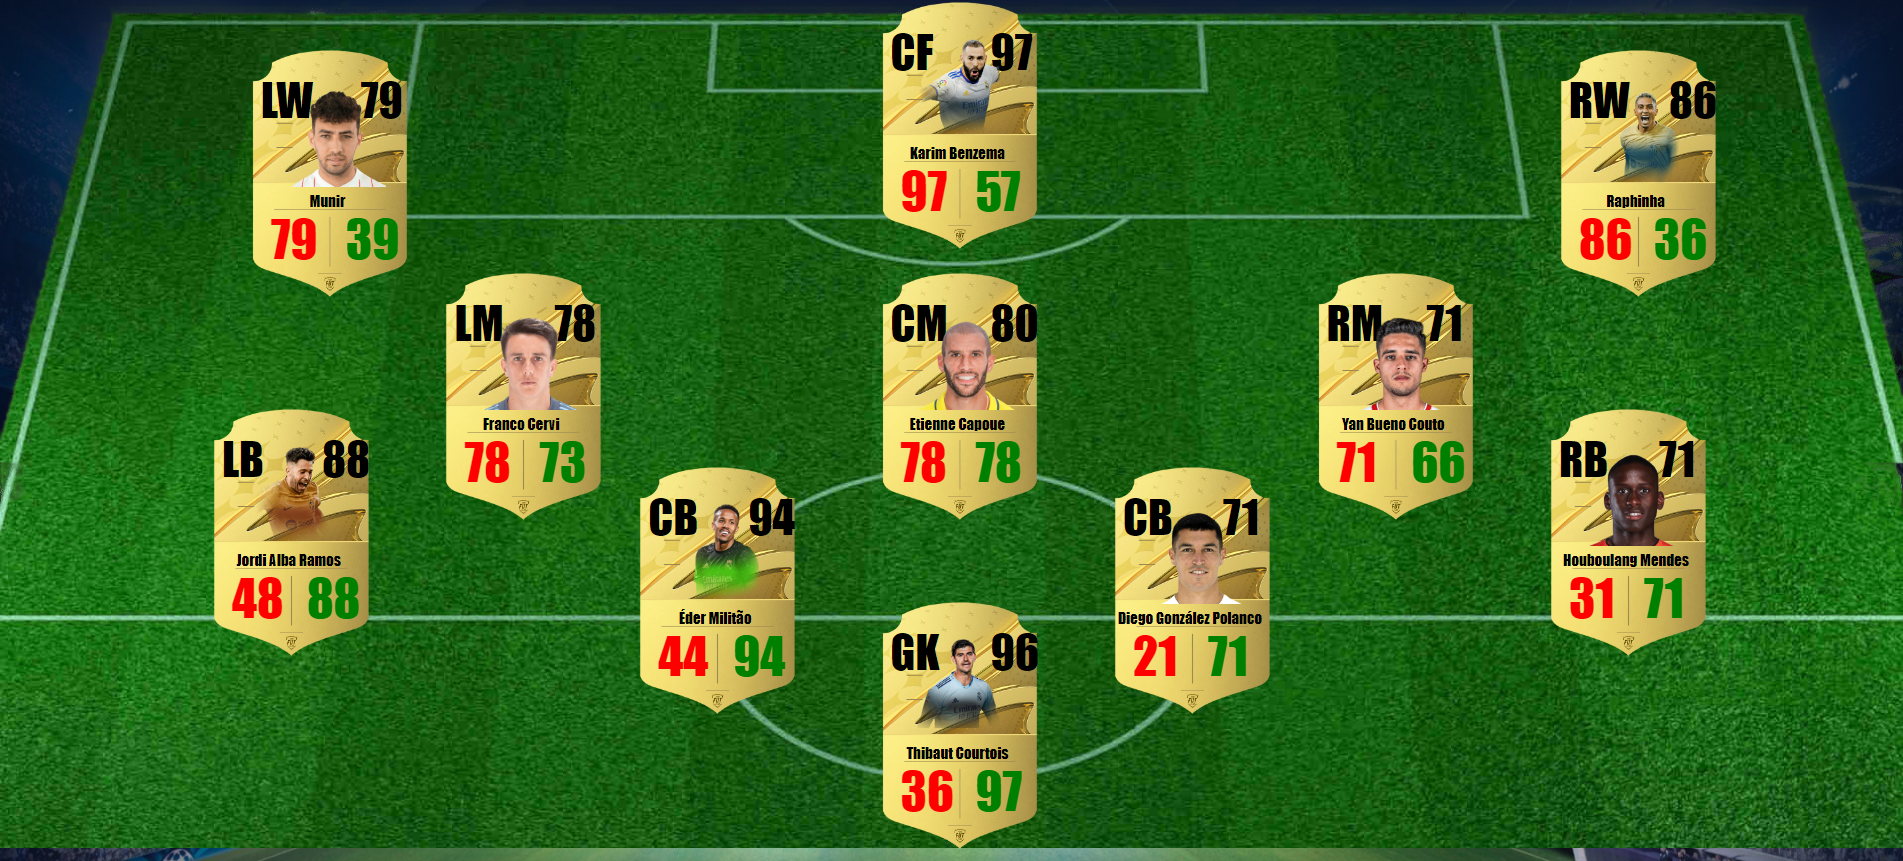 CF 97
Karim Benzema
97 57
LW 79
Munir
79 39
RW 86
Raphinha
86 36
LM 78
Franco Cervi
78 73
CM 80
Etienne Capoue
78 78
RM 71
Yan Bueno Couto
71 66
LB 88
Jordi Alba Ramos
48 88
CB 94
Éder Militão
44 94
CB 71
Diego González Polanco
21 71
RB 71
Houboulang Mendes
31 71
GK 96
Thibaut Courtois
36 97